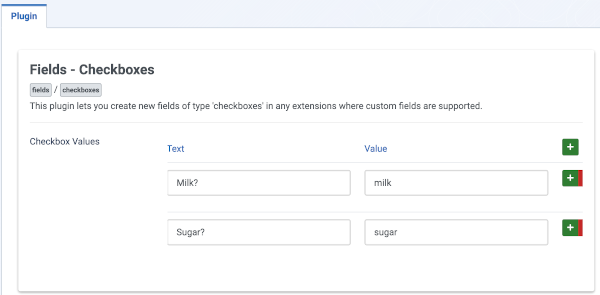 Plugin
Fields - Checkboxes
fields / checkboxes
This plugin lets you create new fields of type 'checkboxes' in any extensions where custom fields are supported.
Checkbox Values Text Value +
Milk? milk +
Sugar? sugar +